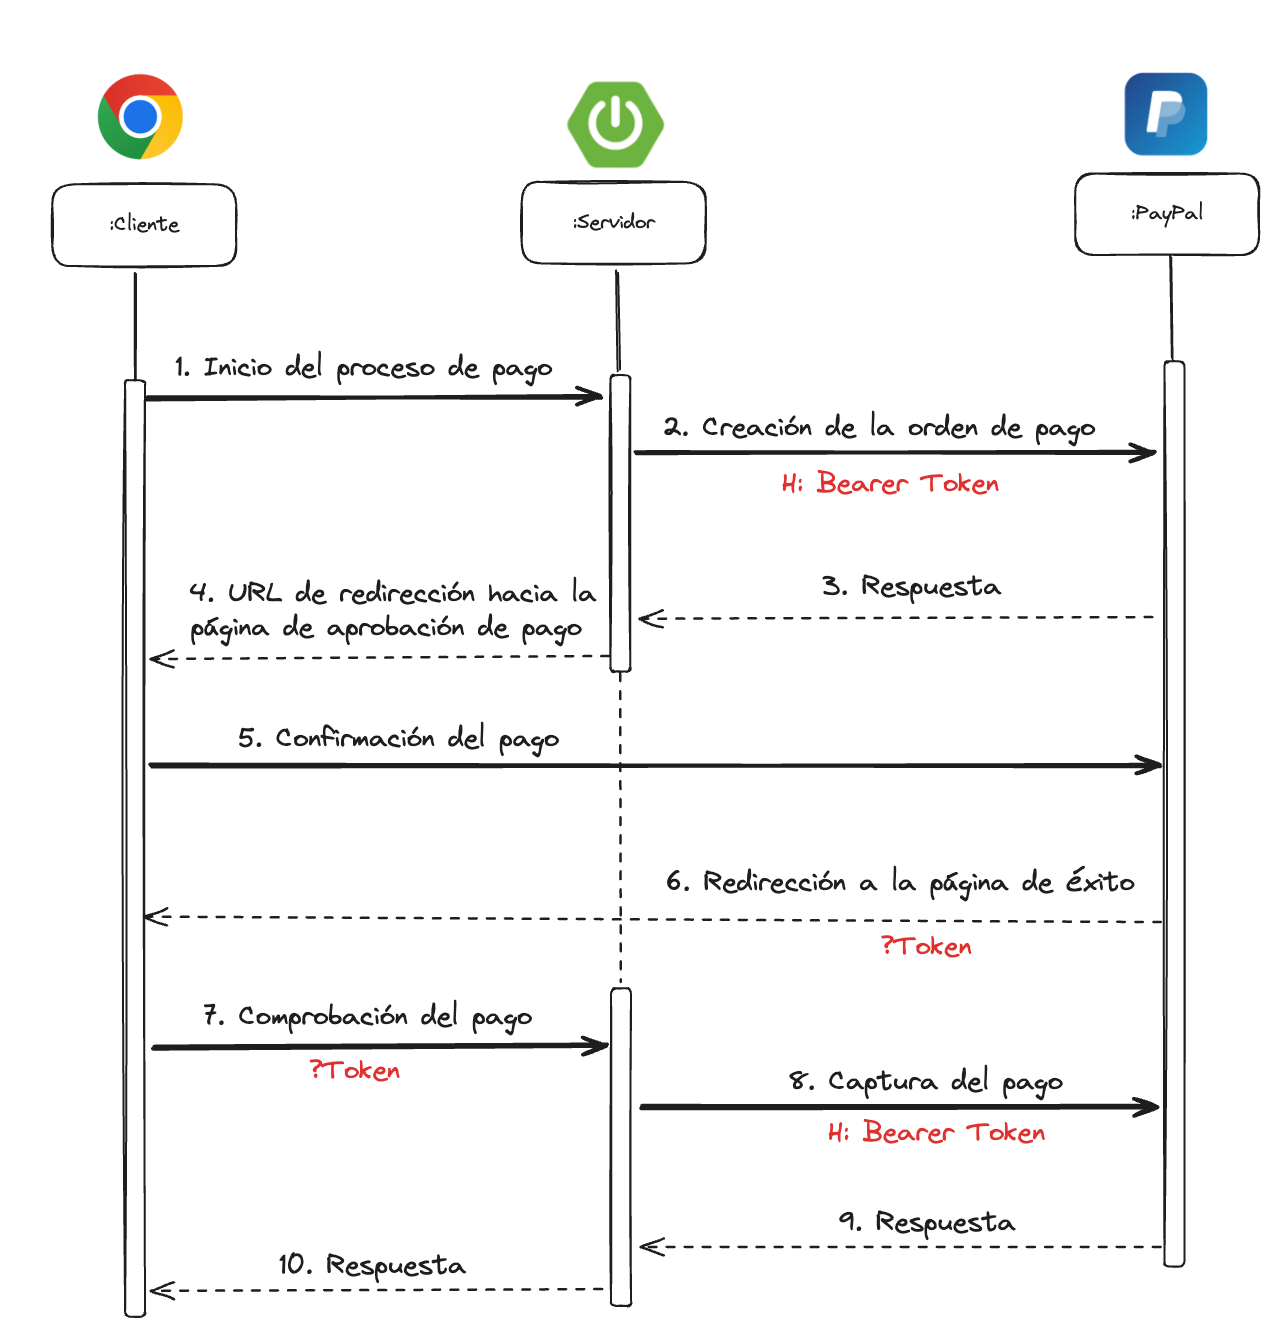 :Cliente
:Servidor
:PayPal
1. Inicio del proceso de pago
2. Creación de la orden de pago
H: Bearer Token
3. Respuesta
4. URL de redirección hacia la
página de aprobación de pago
5. Confirmación del pago
6. Redirección a la página de éxito
?Token
7. Comprobación del pago
?Token
8. Captura del pago
H: Bearer Token
9. Respuesta
10. Respuesta